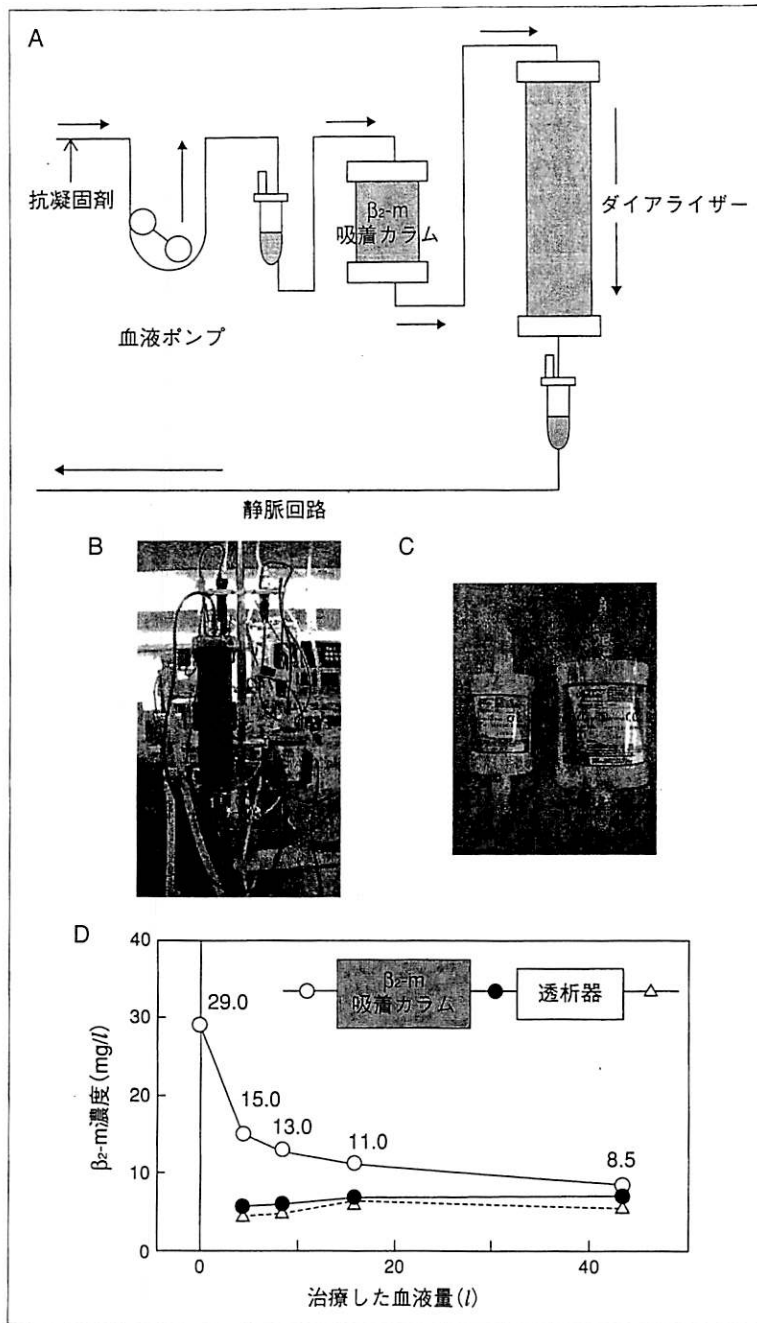 A
抗凝固剤
血液ポンプ
β₂-m
吸着カラム
ダイアライザー
静脈回路
B
C
D
β₂-m濃度(mg/l)
40
30
20
10
0
29.0
15.0
13.0
11.0
8.5
β₂-m
吸着カラム
透析器
0
20
40
治療した血液量(l)